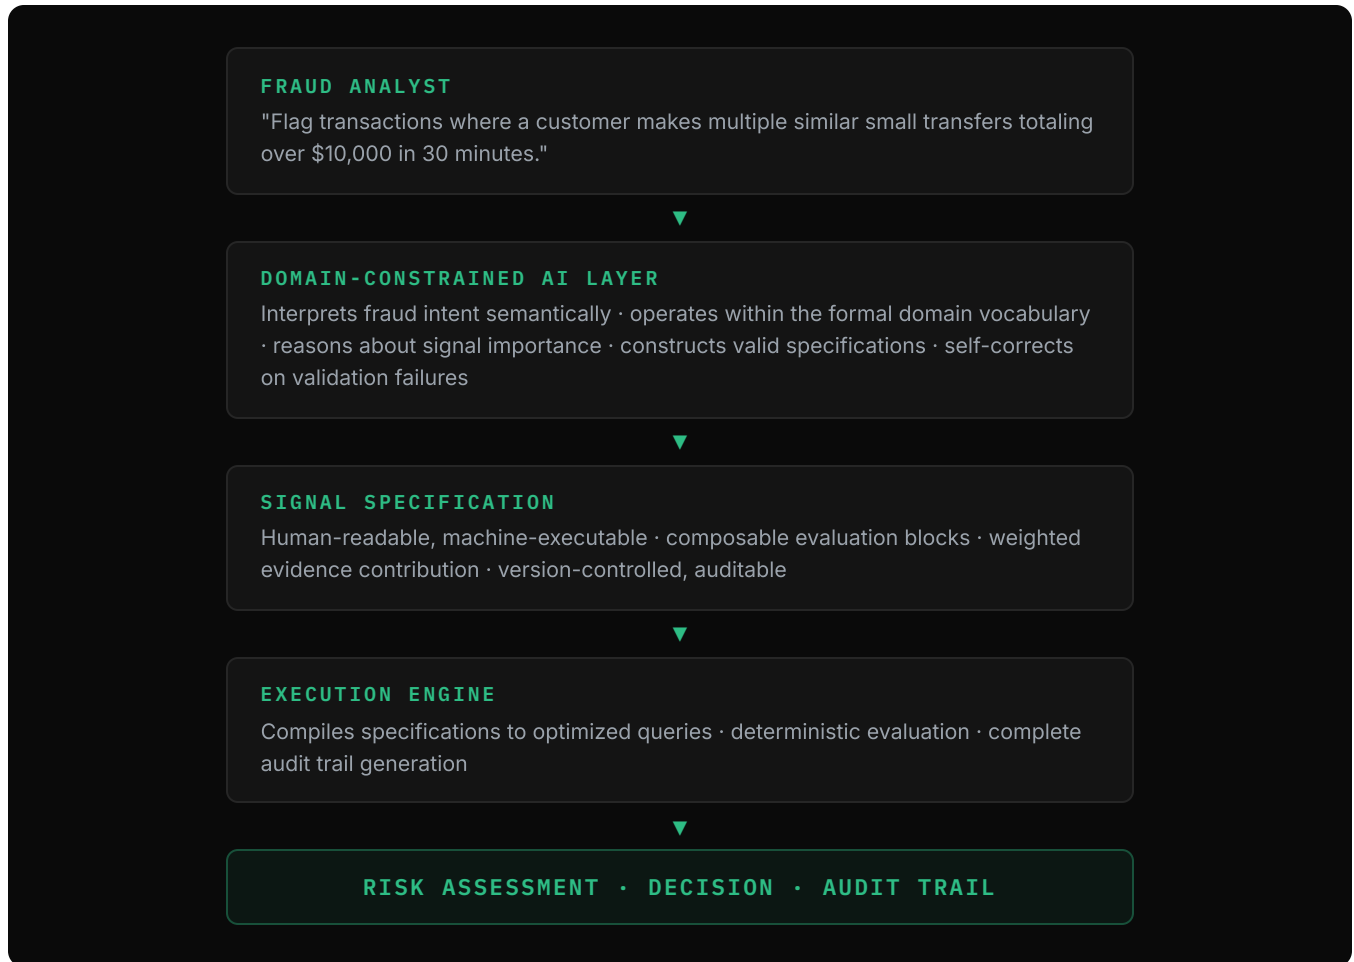 FRAUD ANALYST
"Flag transactions where a customer makes multiple similar small transfers totaling
over $10,000 in 30 minutes."
▼
DOMAIN-CONSTRAINED AI LAYER
Interprets fraud intent semantically · operates within the formal domain vocabulary
· reasons about signal importance · constructs valid specifications · self-corrects
on validation failures
▼
SIGNAL SPECIFICATION
Human-readable, machine-executable · composable evaluation blocks · weighted
evidence contribution · version-controlled, auditable
▼
EXECUTION ENGINE
Compiles specifications to optimized queries · deterministic evaluation · complete
audit trail generation
▼
RISK ASSESSMENT · DECISION · AUDIT TRAIL